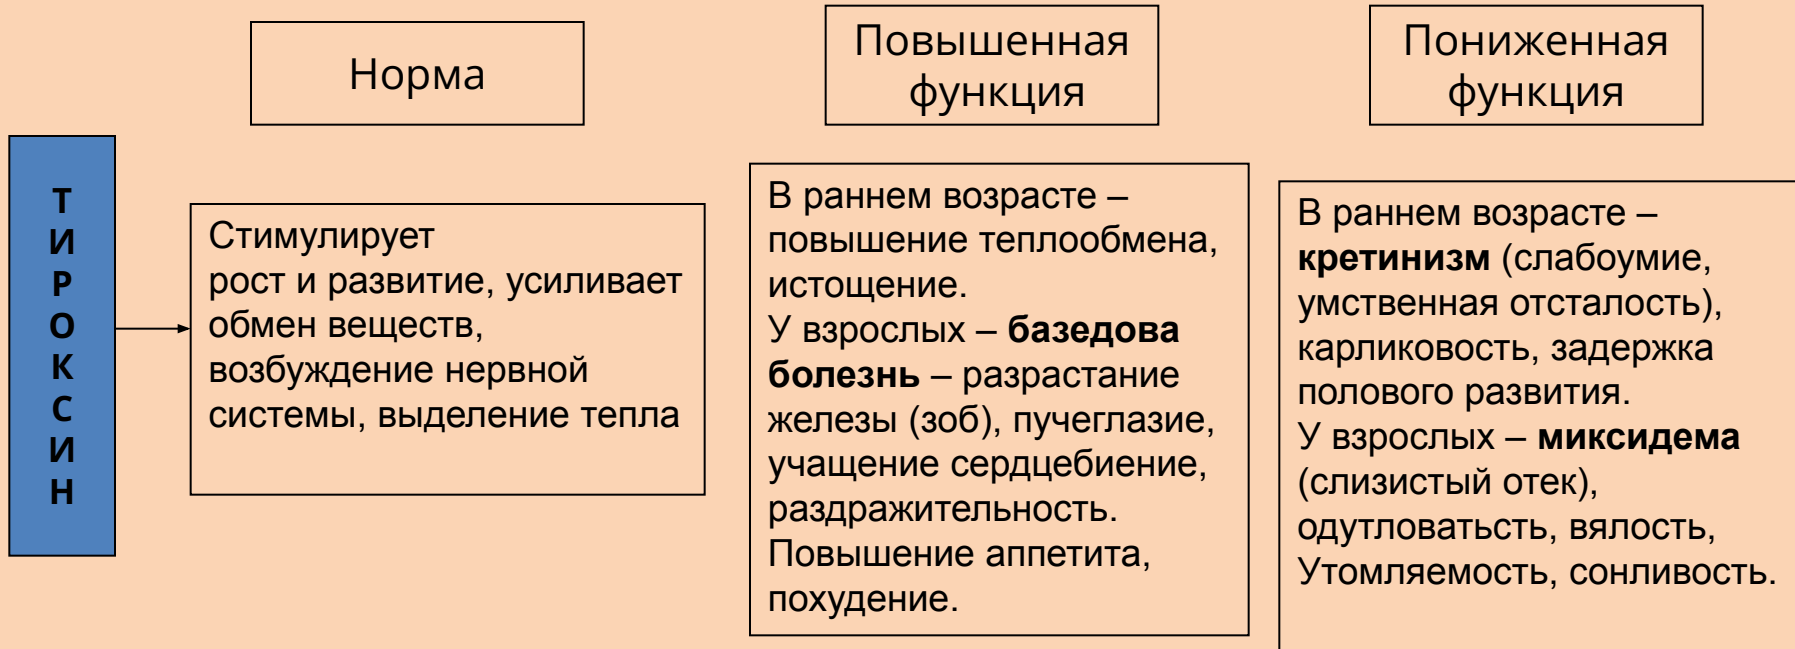 Норма
Повышенная
функция
Пониженная
функция
ТИРОКСИН
Стимулирует
рост и развитие, усиливает
обмен веществ,
возбуждение нервной
системы, выделение тепла
В раннем возрасте –
повышение теплообмена,
истощение.
У взрослых – базедова
болезнь – разрастание
железы (зоб), пучеглазие,
учащение сердцебиение,
раздражительность.
Повышение аппетита,
похудение.
В раннем возрасте –
кретинизм (слабоумие,
умственная отсталость),
карликовость, задержка
полового развития.
У взрослых – миксидема
(слизистый отек),
одутловатьсть, вялость,
Утомляемость, сонливость.